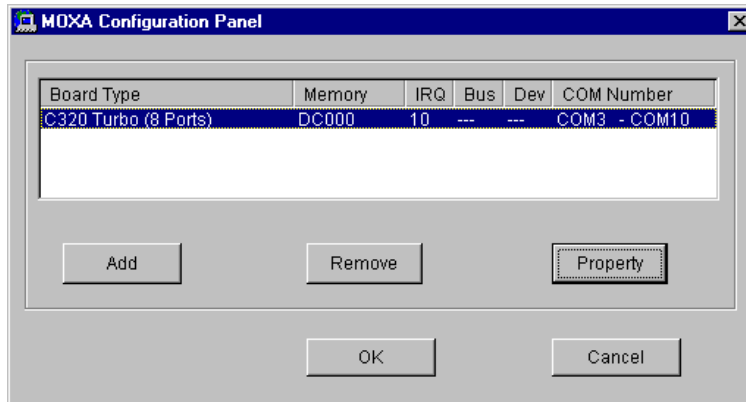 MOXA Configuration Panel
Board Type Memory IRQ Bus Dev COM Number
C320 Turbo (8 Ports) DC000 10 --- --- COM3 - COM10
Add Remove Property
OK Cancel